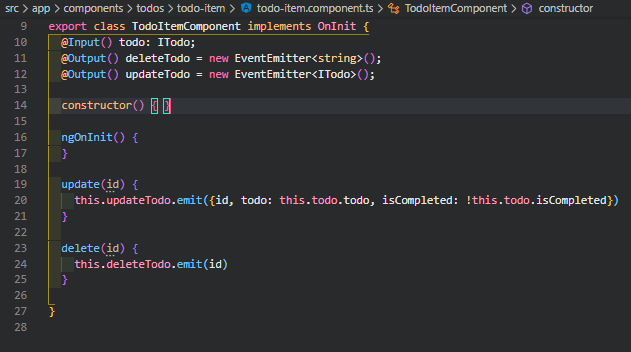 src > app > components > todos > todo-item > todo-item.component.ts > TodoItemComponent > constructor
9 export class TodoItemComponent implements OnInit {
10 @Input() todo: ITodo;
11 @Output() deleteTodo = new EventEmitter<string>();
12 @Output() updateTodo = new EventEmitter<ITodo>();
13
14 constructor() { }
15
16 ngOnInit() {
17 }
18
19 update(id) {
20 this.updateTodo.emit({id, todo: this.todo.todo, isCompleted: !this.todo.isCompleted})
21 }
22
23 delete(id) {
24 this.deleteTodo.emit(id)
25 }
26
27 }
28